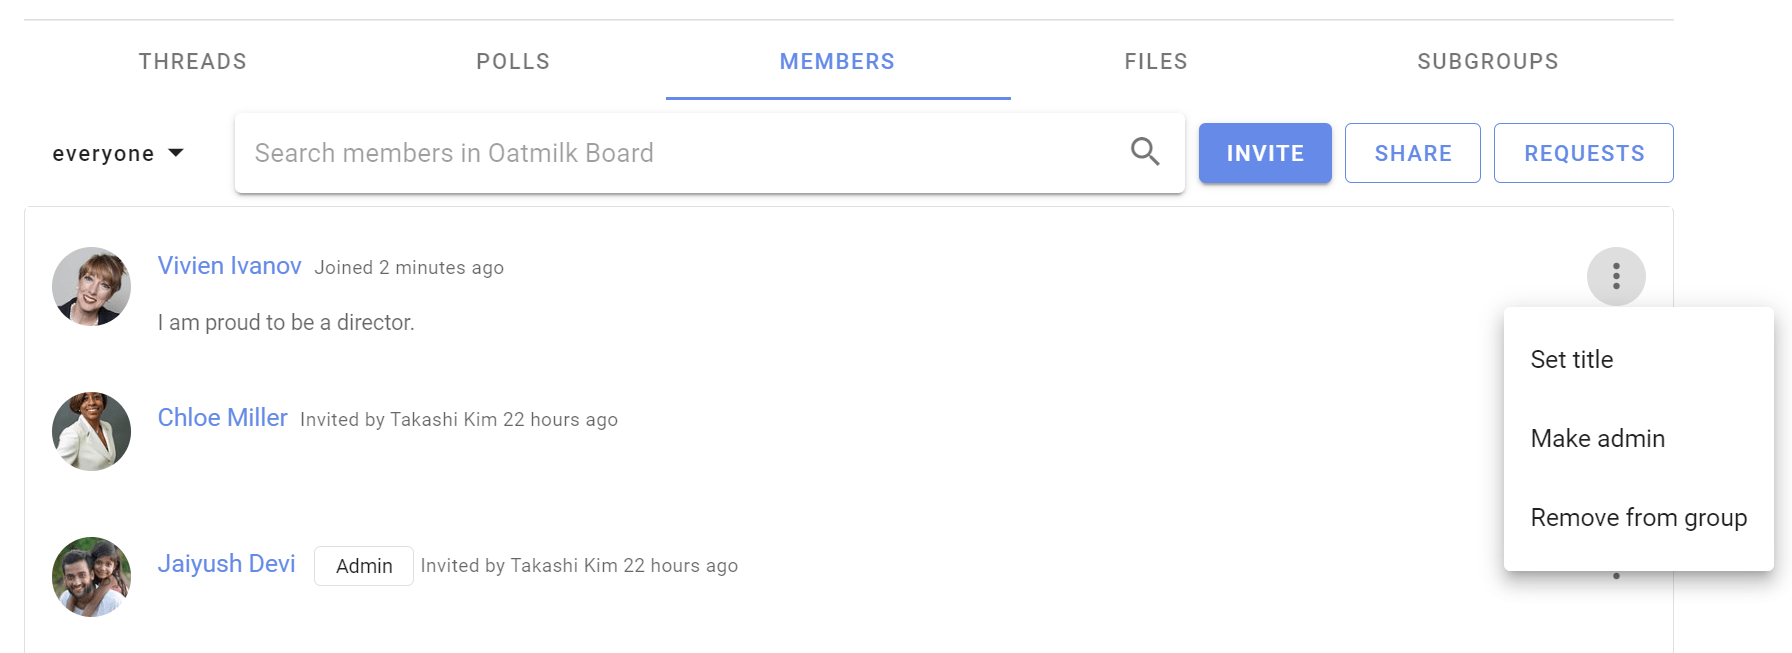 THREADS POLLS MEMBERS FILES SUBGROUPS
everyone Search members in Oatmilk Board INVITE SHARE REQUESTS
Vivien Ivanov Joined 2 minutes ago
I am proud to be a director.
Set title
Make admin
Remove from group
Chloe Miller Invited by Takashi Kim 22 hours ago
Jaiyush Devi Admin Invited by Takashi Kim 22 hours ago